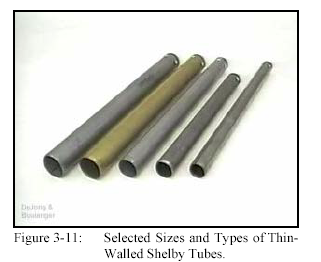 DeJong &
Boulanger
Figure 3-11: Selected Sizes and Types of Thin-
Walled Shelby Tubes.